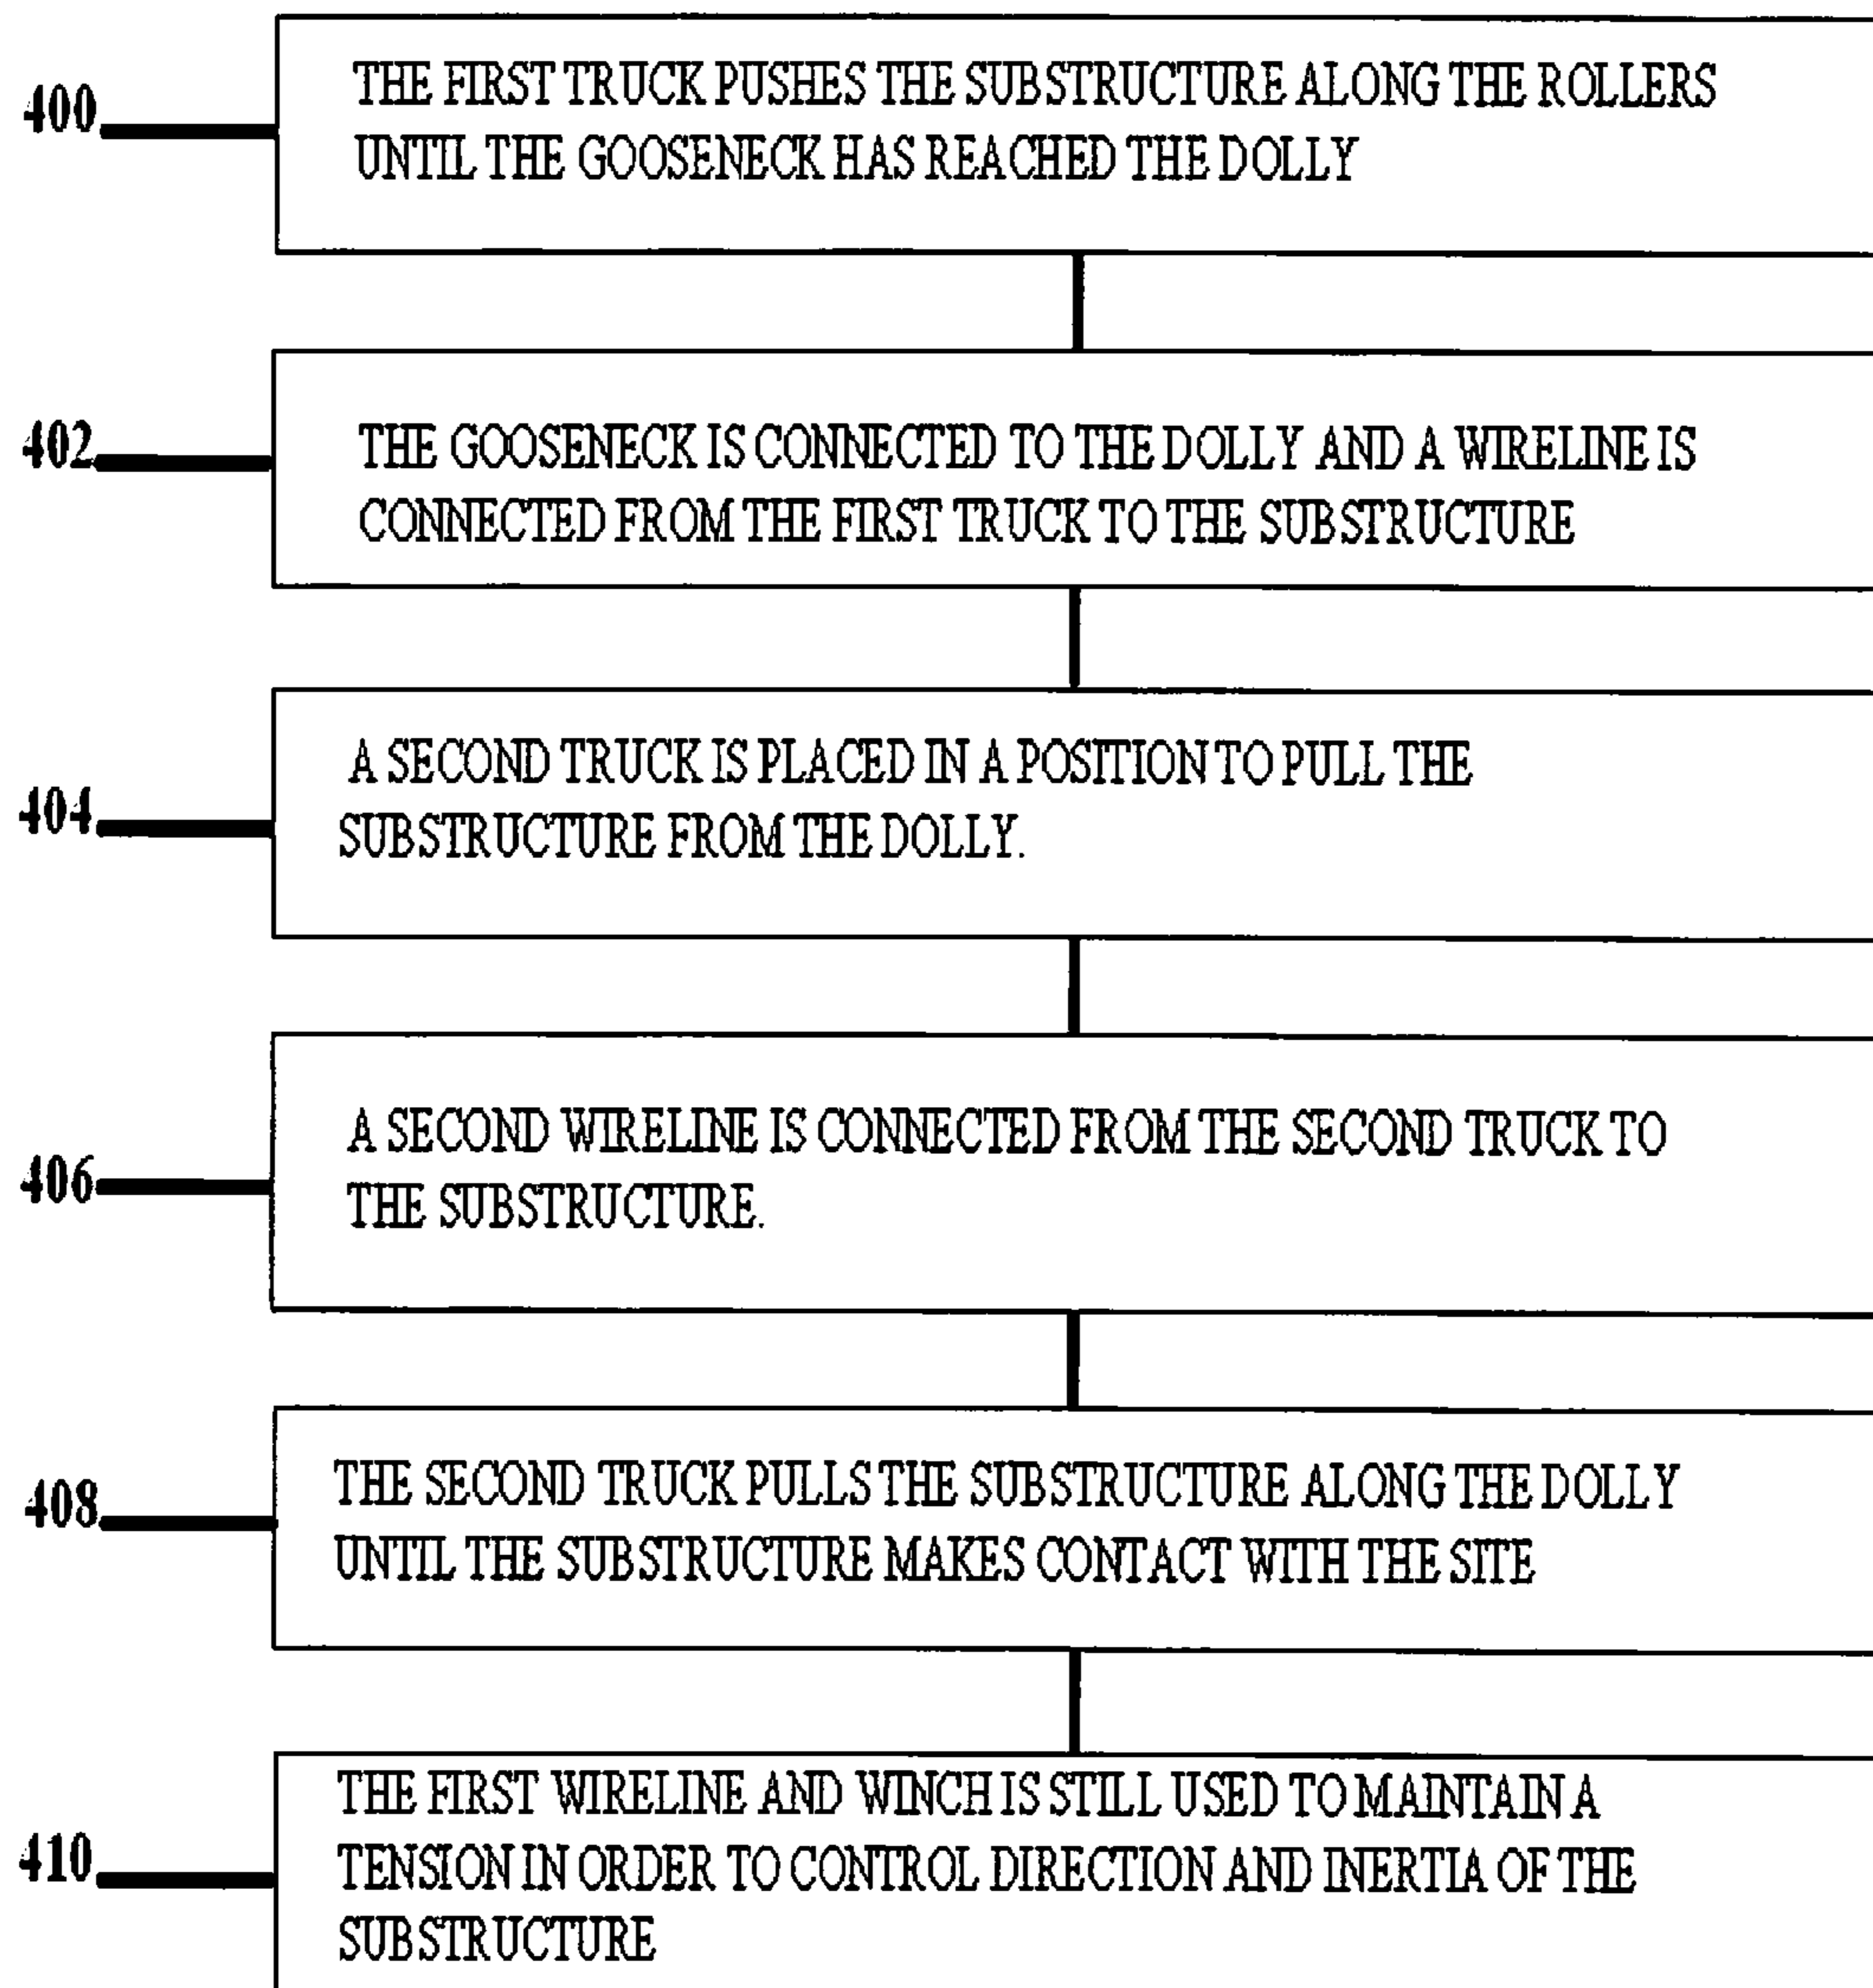 400
THE FIRST TRUCK PUSHES THE SUBSTRUCTURE ALONG THE ROLLERS
UNTIL THE GOOSENECK HAS REACHED THE DOLLY
402
THE GOOSENECK IS CONNECTED TO THE DOLLY AND A WIRELINE IS
CONNECTED FROM THE FIRST TRUCK TO THE SUBSTRUCTURE
404
A SECOND TRUCK IS PLACED IN A POSITION TO PULL THE
SUBSTRUCTURE FROM THE DOLLY.
406
A SECOND WIRELINE IS CONNECTED FROM THE SECOND TRUCK TO
THE SUBSTRUCTURE.
408
THE SECOND TRUCK PULLS THE SUBSTRUCTURE ALONG THE DOLLY
UNTIL THE SUBSTRUCTURE MAKES CONTACT WITH THE SITE
410
THE FIRST WIRELINE AND WINCH IS STILL USED TO MAINTAIN A
TENSION IN ORDER TO CONTROL DIRECTION AND INERTIA OF THE
SUBSTRUCTURE